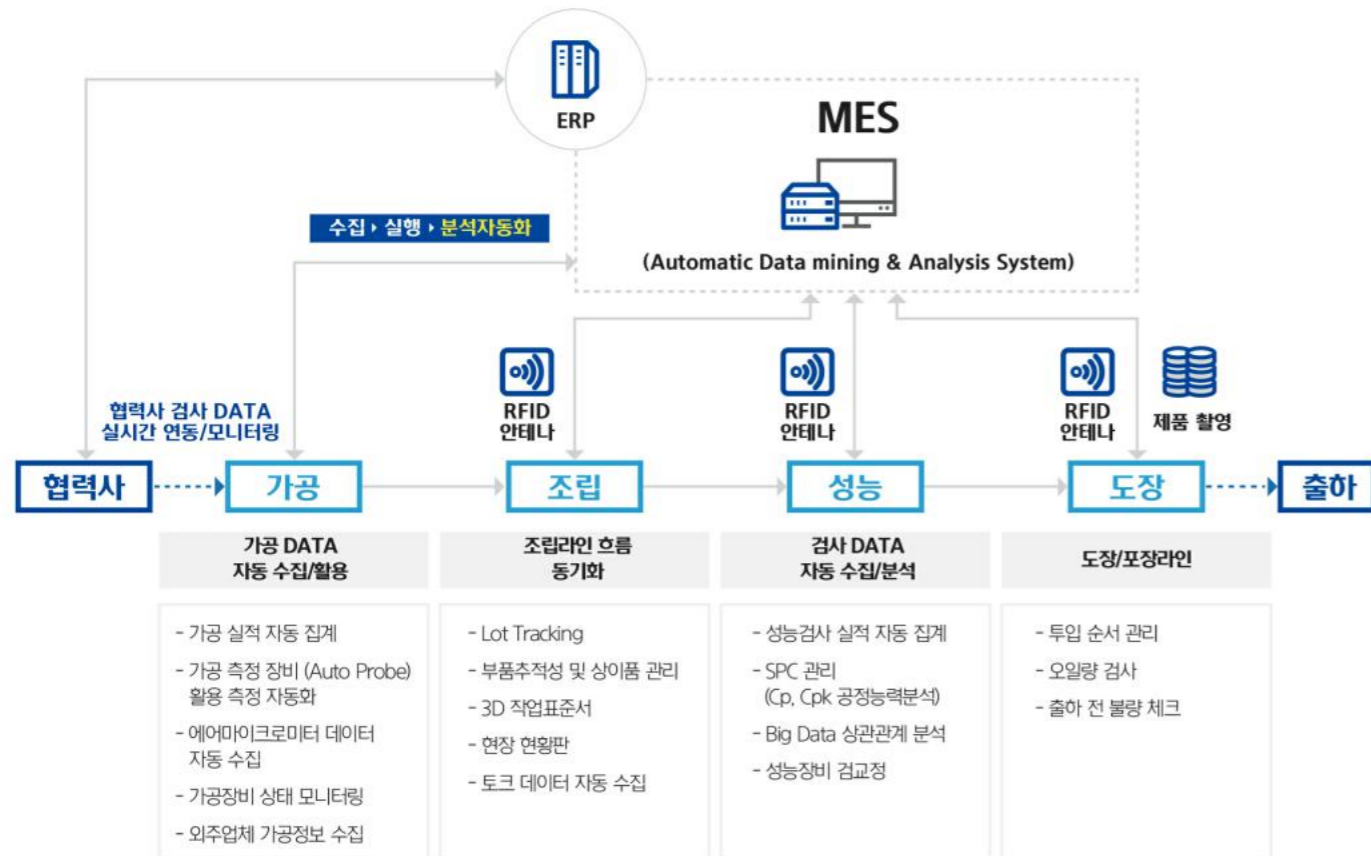 ERP
MES
(Automatic Data mining & Analysis System)
수집 ▸ 실행 ▸ 분석자동화
협력사 검사 DATA
실시간 연동/모니터링
RFID
안테나
RFID
안테나
RFID
안테나
제품 촬영
협력사
가공
조립
성능
도장
출하
가공 DATA
자동 수집/활용
- 가공 실적 자동 집계
- 가공 측정 장비 (Auto Probe)
활용 측정 자동화
- 에어마이크로미터 데이터
자동 수집
- 가공장비 상태 모니터링
- 외주업체 가공정보 수집
조립라인 흐름
동기화
- Lot Tracking
- 부품추적성 및 상이품 관리
- 3D 작업표준서
- 현장 현황판
- 토크 데이터 자동 수집
검사 DATA
자동 수집/분석
- 성능검사 실적 자동 집계
- SPC 관리
(Cp, Cpk 공정능력분석)
- Big Data 상관관계 분석
- 성능장비 검교정
도장/포장라인
- 투입 순서 관리
- 오일량 검사
- 출하 전 불량 체크